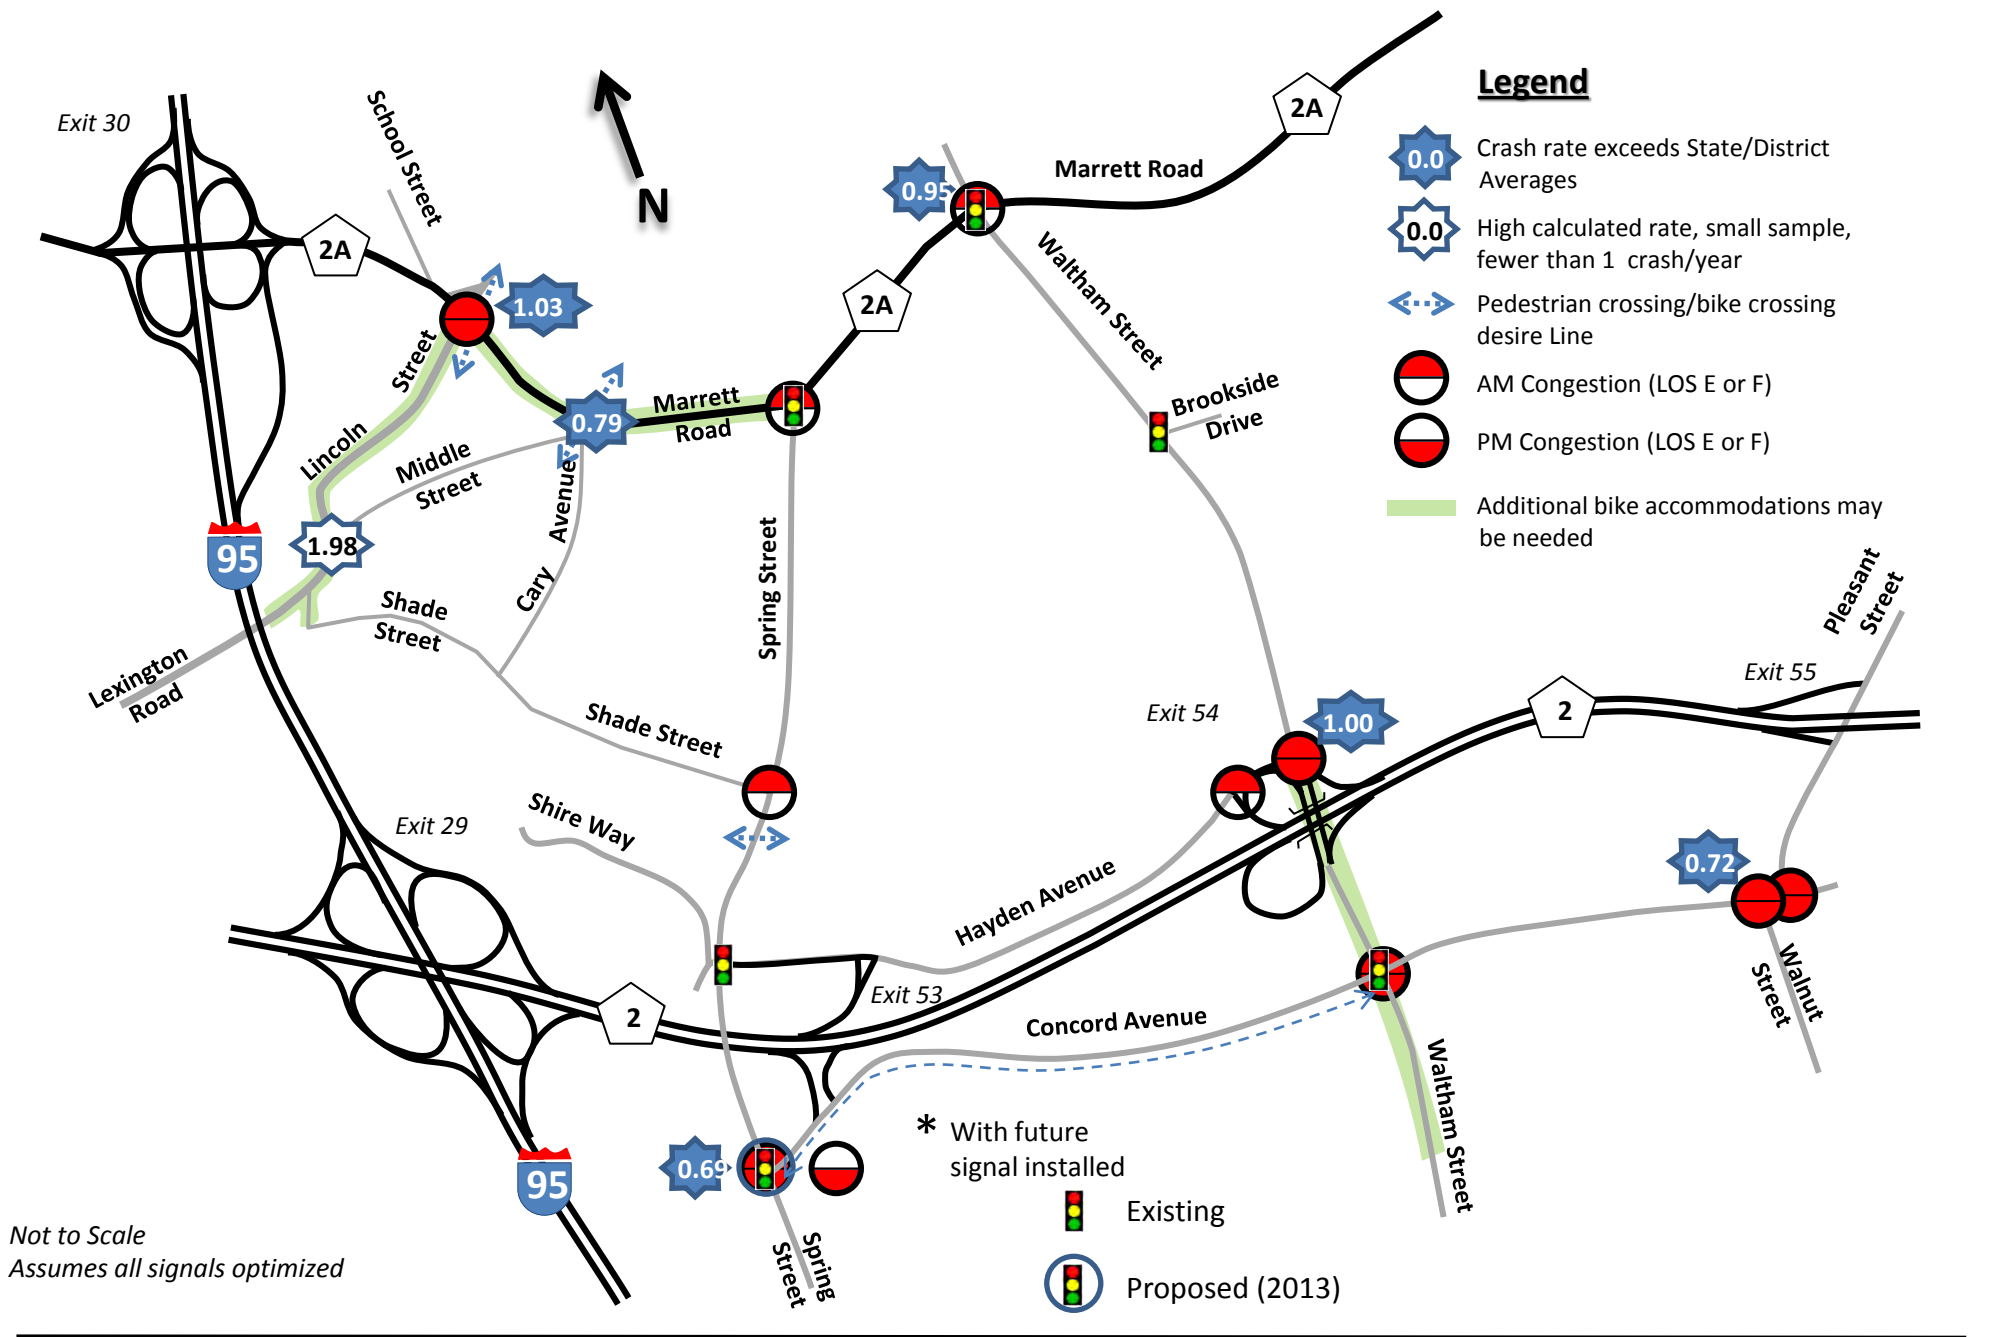 Exit 30
School
Street
2A
N
0.95
2A
Marrett Road
Legend
0.0
Crash rate exceeds State/District
Averages
0.0
High calculated rate, small sample,
fewer than 1 crash/year
Pedestrian crossing/bike crossing
desire Line
AM Congestion (LOS E or F)
PM Congestion (LOS E or F)
Additional bike accommodations may
be needed
2A
1.03
Waltham Street
Lincoln
Street
0.79
Marrett
Road
Brookside
Drive
Middle
Street
Cary
Avenue
95
1.98
Spring Street
Shade
Street
Lexington
Road
Shade Street
Pleasant
Street
Exit 55
Exit 54
1.00
2
Shire Way
Exit 29
Hayden Avenue
0.72
Walnut
Street
2
Exit 53
Concord Avenue
Waltham Street
* With future
signal installed
0.69
95
Existing
Proposed (2013)
Spring
Street
Not to Scale
Assumes all signals optimized